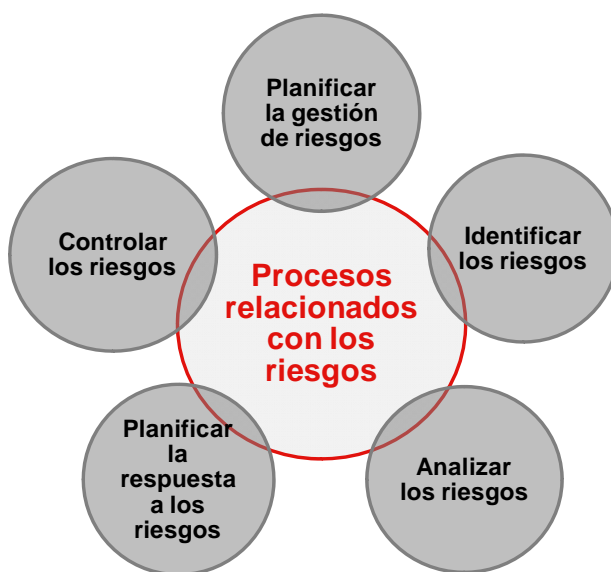 Planificar
la gestión
de riesgos
Identificar
los riesgos
Analizar
los riesgos
Planificar
la
respuesta
a los
riesgos
Controlar
los riesgos
Procesos
relacionados
con los
riesgos